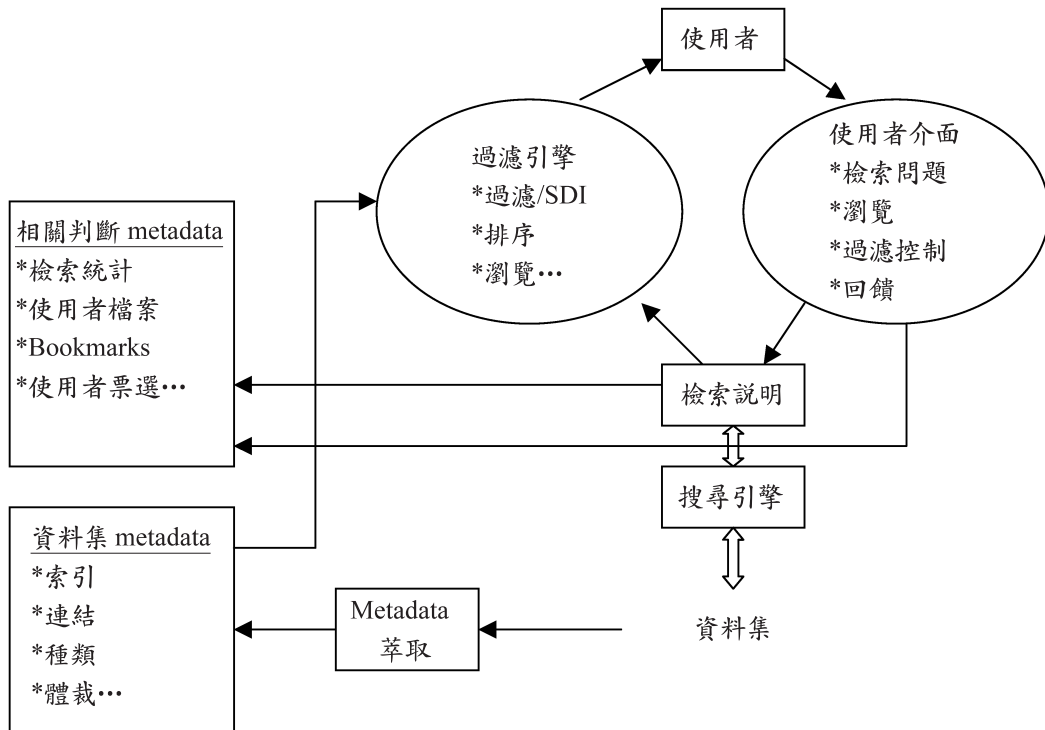 使用者
過濾引擎
*過濾/SDI
*排序
*瀏覽⋯
使用者介面
*檢索問題
*瀏覽
*過濾控制
*回饋
相關判斷 metadata
*檢索統計
*使用者檔案
*Bookmarks
*使用者票選⋯
檢索說明
搜尋引擎
資料集 metadata
*索引
*連結
*種類
*體裁⋯
Metadata
萃取
資料集